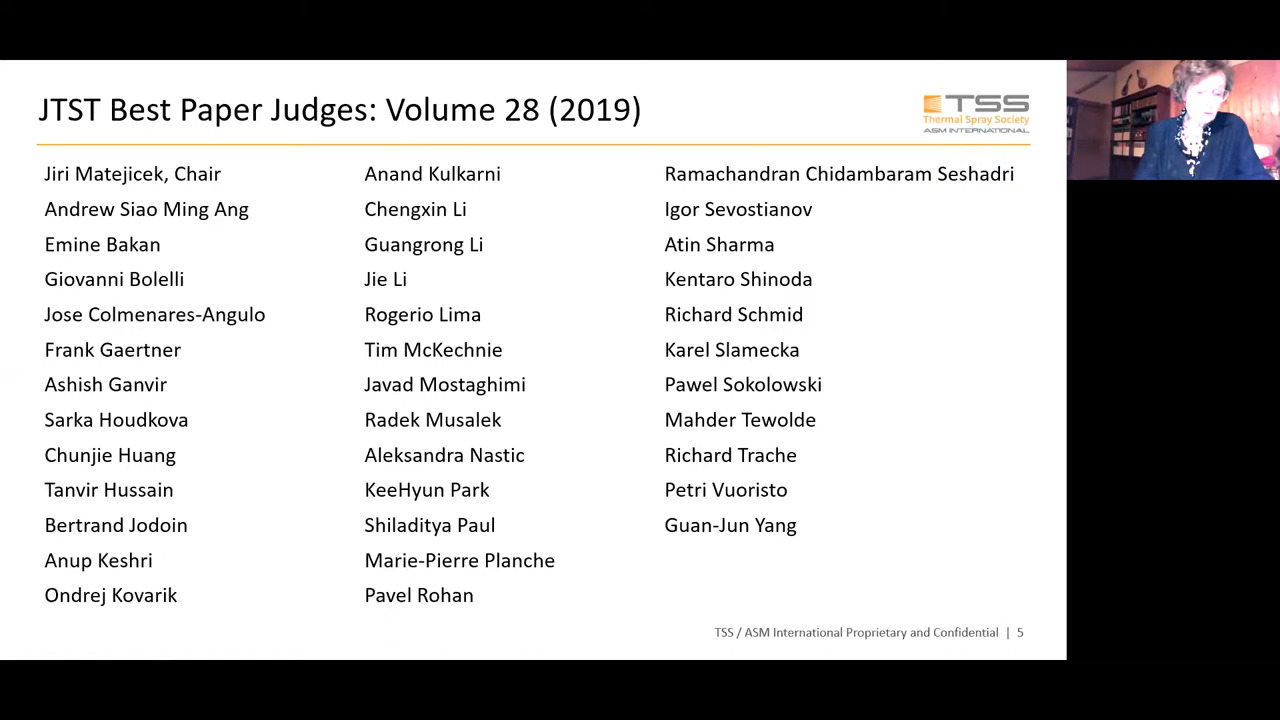 JTST Best Paper Judges: Volume 28 (2019)
TSS
Thermal Spray Society
ASM INTERNATIONAL
Jiri Matejicek, Chair
Andrew Siao Ming Ang
Emine Bakan
Giovanni Bolelli
Jose Colmenares-Angulo
Frank Gaertner
Ashish Ganvir
Sarka Houdkova
Chunjie Huang
Tanvir Hussain
Bertrand Jodoin
Anup Keshri
Ondrej Kovarik
Anand Kulkarni
Chengxin Li
Guangrong Li
Jie Li
Rogerio Lima
Tim McKechnie
Javad Mostaghimi
Radek Musalek
Aleksandra Nastic
KeeHyun Park
Shiladitya Paul
Marie-Pierre Planche
Pavel Rohan
Ramachandran Chidambaram Seshadri
Igor Sevostianov
Atin Sharma
Kentaro Shinoda
Richard Schmid
Karel Slamecka
Pawel Sokolowski
Mahder Tewolde
Richard Trache
Petri Vuoristo
Guan-Jun Yang
TSS / ASM International Proprietary and Confidential | 5